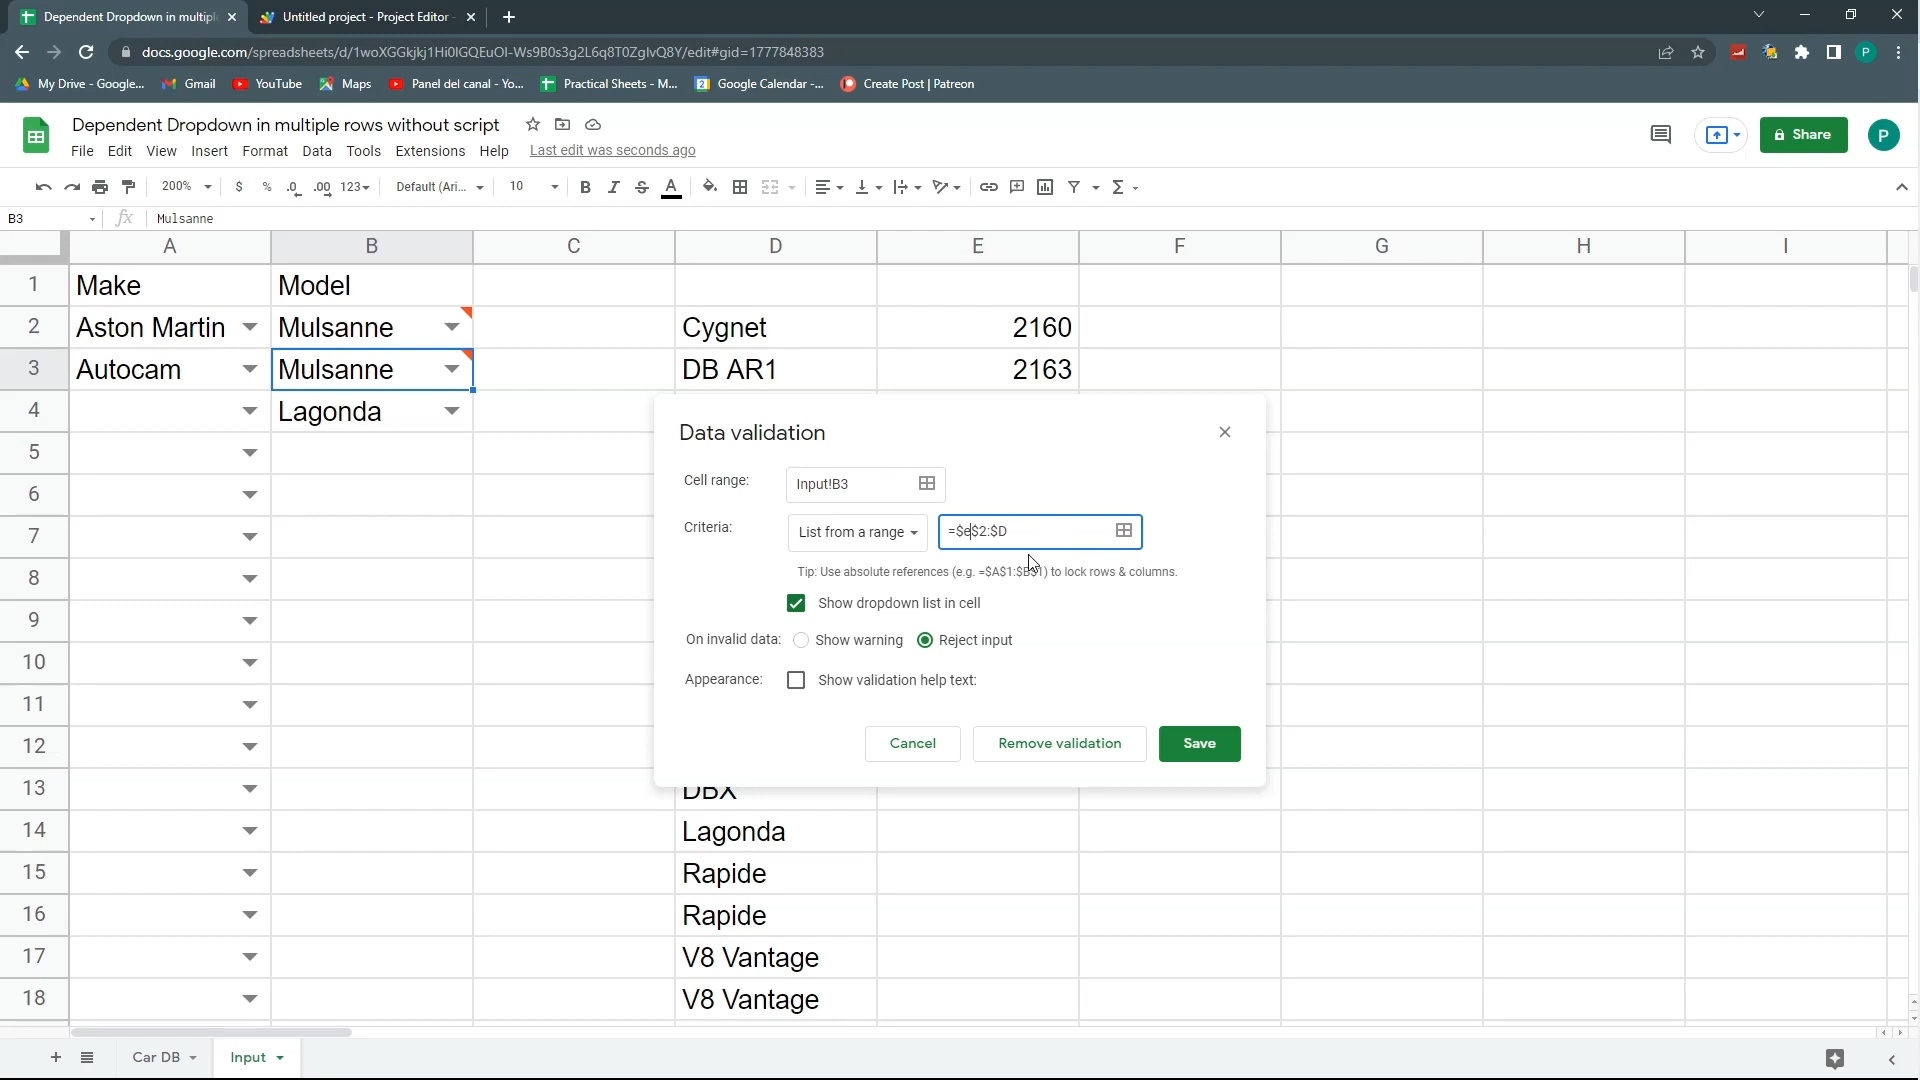 Dependent Dropdown in multipl
Untitled project - Project Editor -
docs.google.com/spreadsheets/d/1woXGGkjkj1Hi0IGQEuOI-Ws9B0s3g2L6q8T0ZglvQ8Y/edit#gid=1777848383
My Drive - Google... Gmail YouTube Maps Panel del canal - Yo... Practical Sheets - M... Google Calendar -... Create Post | Patreon
Dependent Dropdown in multiple rows without script
File Edit View Insert Format Data Tools Extensions Help Last edit was seconds ago
Share P
200% $ % .0 .00 123 Default (Ari... 10 B I S A
B3 fx Mulsanne
A B C D E F G H I
1 Make Model
2 Aston Martin Mulsanne Cygnet 2160
3 Autocam Mulsanne DB AR1 2163
4 Lagonda
Data validation
5
Cell range: Input!B3
6
Criteria: List from a range =$e$2:$D
7
Tip: Use absolute references (e.g. =$A$1:$B$1) to lock rows & columns.
8
Show dropdown list in cell
9
On invalid data: Show warning Reject input
10
Appearance: Show validation help text:
11
12 Cancel Remove validation Save
13 DBX
14 Lagonda
15 Rapide
16 Rapide
17 V8 Vantage
18 V8 Vantage
Car DB Input